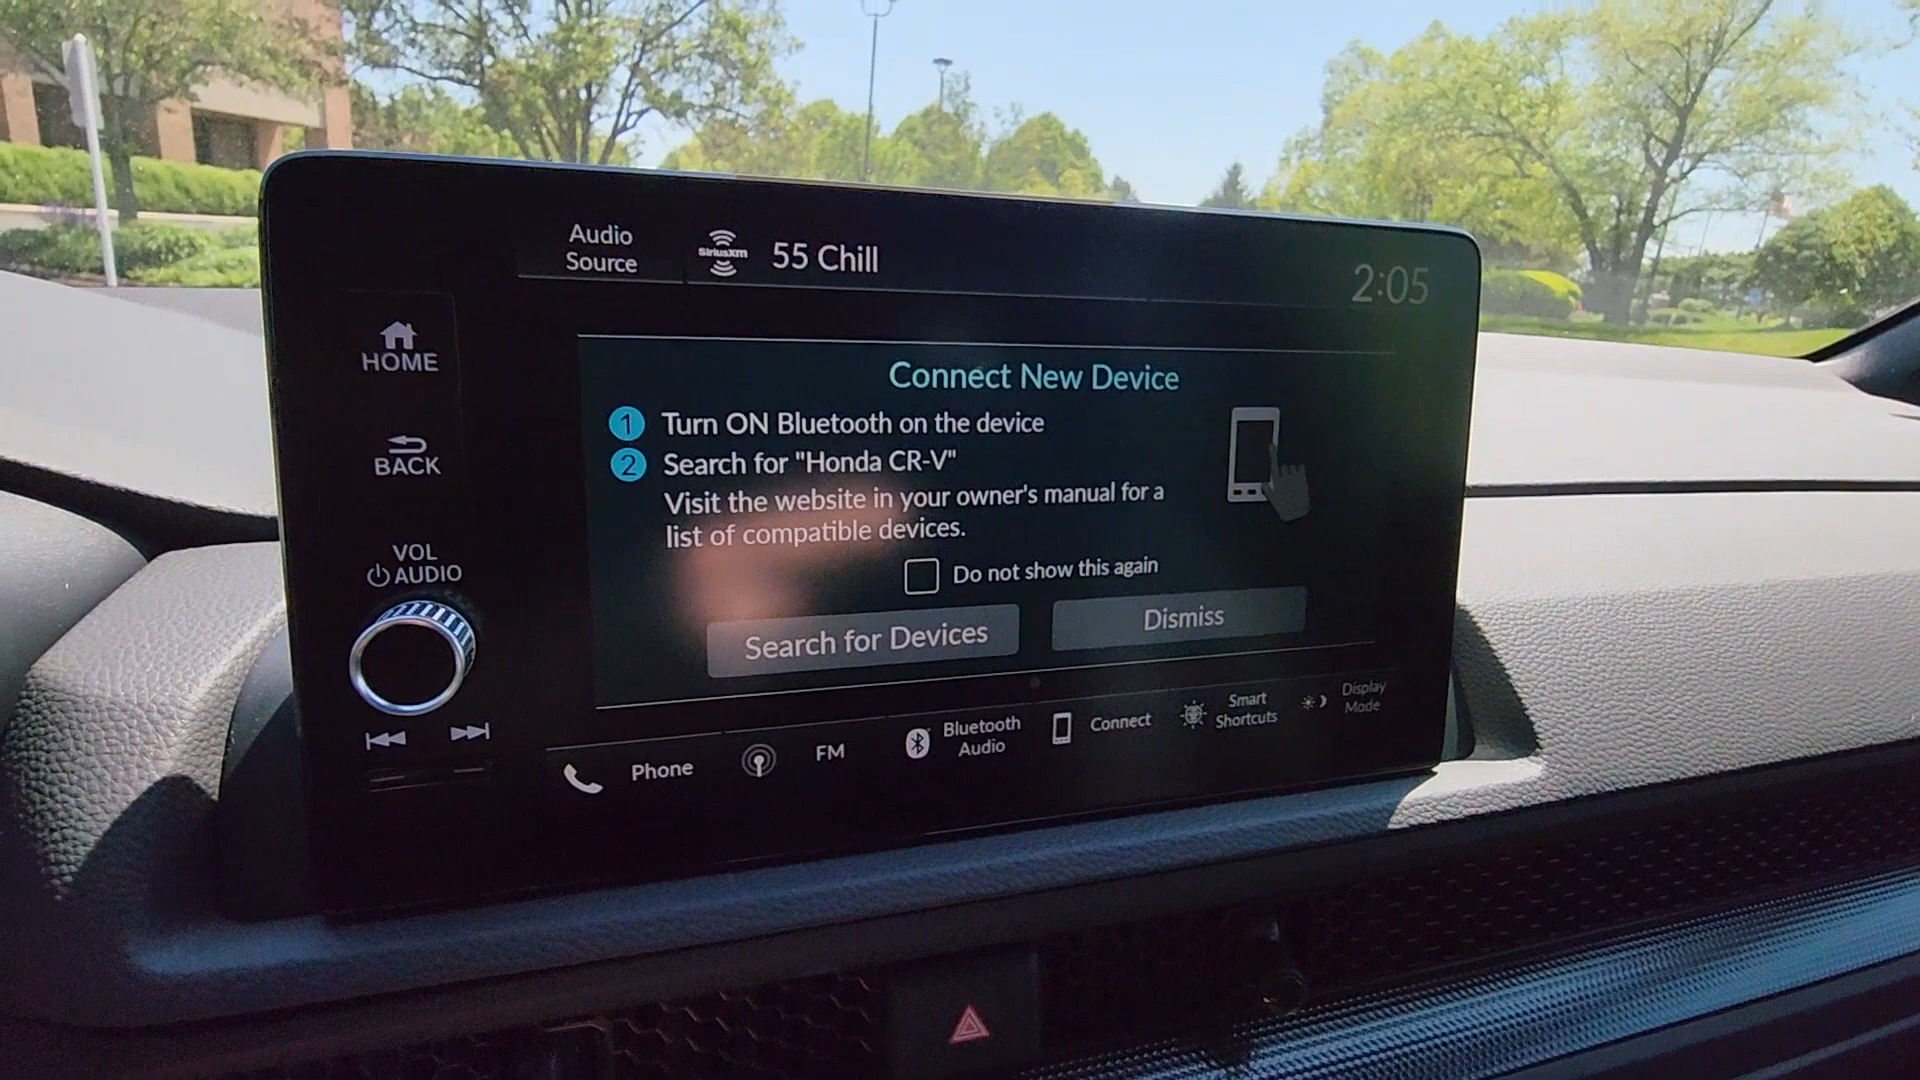 Audio
Source
SiriusXM
55 Chill
2:05
HOME
BACK
VOL
AUDIO
Connect New Device
1 Turn ON Bluetooth on the device
2 Search for "Honda CR-V"
Visit the website in your owner's manual for a
list of compatible devices.
Do not show this again
Search for Devices
Dismiss
Phone
FM
Bluetooth
Audio
Connect
Smart
Shortcuts
Display
Mode